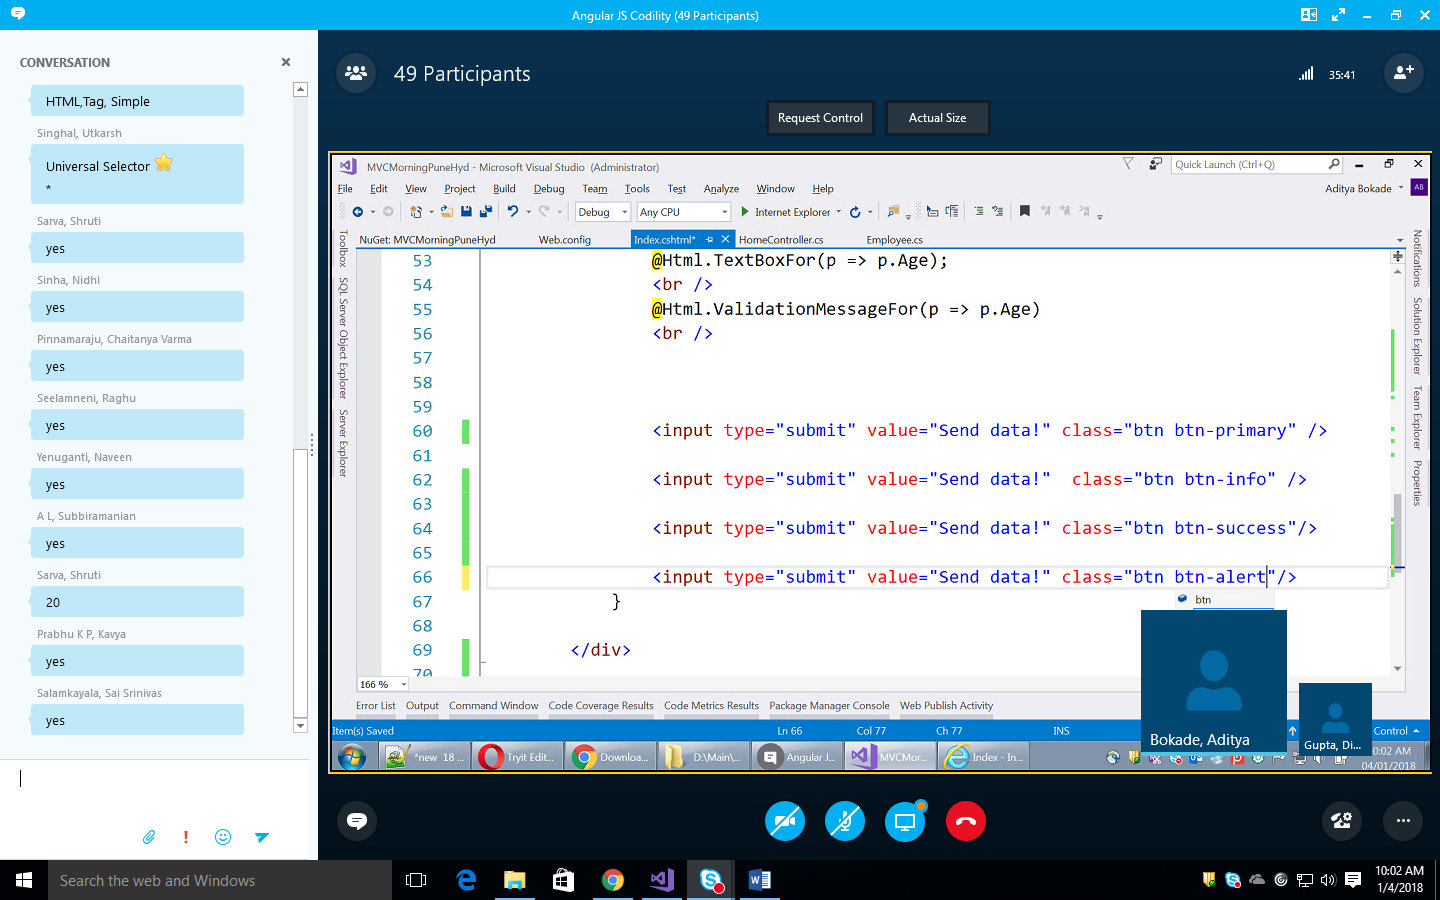 Angular JS Codility (49 Participants)
CONVERSATION
HTML,Tag, Simple
Singhal, Utkarsh
Universal Selector
*
Sarva, Shruti
yes
Sinha, Nidhi
yes
Pinnamaraju, Chaitanya Varma
yes
Seelamneni, Raghu
yes
Yenuganti, Naveen
yes
A L, Subbiramanian
yes
Sarva, Shruti
20
Prabhu K P, Kavya
yes
Salamkayala, Sai Srinivas
yes
49 Participants
35:41
Request Control
Actual Size
MVCMorningPuneHyd - Microsoft Visual Studio (Administrator)
Quick Launch (Ctrl+Q)
File Edit View Project Build Debug Team Tools Test Analyze Window Help
Aditya Bokade AB
Debug Any CPU Internet Explorer
NuGet: MVCMorningPuneHyd Web.config Index.cshtml* HomeController.cs Employee.cs
Toolbox
SQL Server Object Explorer
Server Explorer
53 @Html.TextBoxFor(p => p.Age);
54 <br />
55 @Html.ValidationMessageFor(p => p.Age)
56 <br />
57
58
59
60 <input type="submit" value="Send data!" class="btn btn-primary" />
61
62 <input type="submit" value="Send data!"  class="btn btn-info" />
63
64 <input type="submit" value="Send data!" class="btn btn-success"/>
65
66 <input type="submit" value="Send data!" class="btn btn-alert"/>
btn
67 }
68
69 </div>
70
Notifications
Solution Explorer
Team Explorer
Properties
166 %
Error List Output Command Window Code Coverage Results Code Metrics Results Package Manager Console Web Publish Activity
Item(s) Saved Ln 66 Col 77 Ch 77 INS
Control
*new 18 ... Tryit Edit... Downloa... D:\Main\... Angular J... MVCMor... Index - In...
0:02 AM
04/01/2018
Bokade, Aditya
Gupta, Di...
Search the web and Windows
10:02 AM
1/4/2018